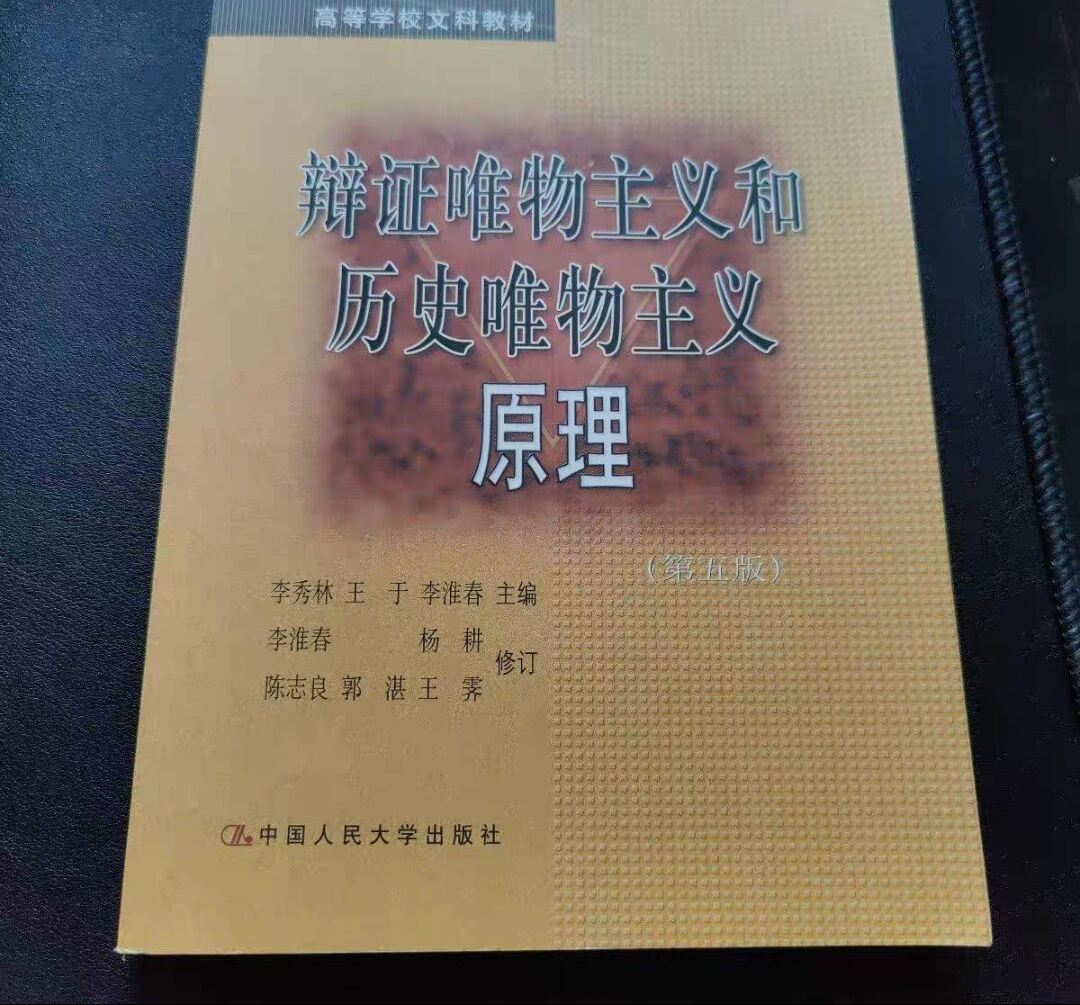 高等学校文科教材
辩证唯物主义和
历史唯物主义
原理
(第五版)
李秀林 王 于 李淮春 主编
李淮春 杨 耕
修订
陈志良 郭 湛 王 霁
中国人民大学出版社